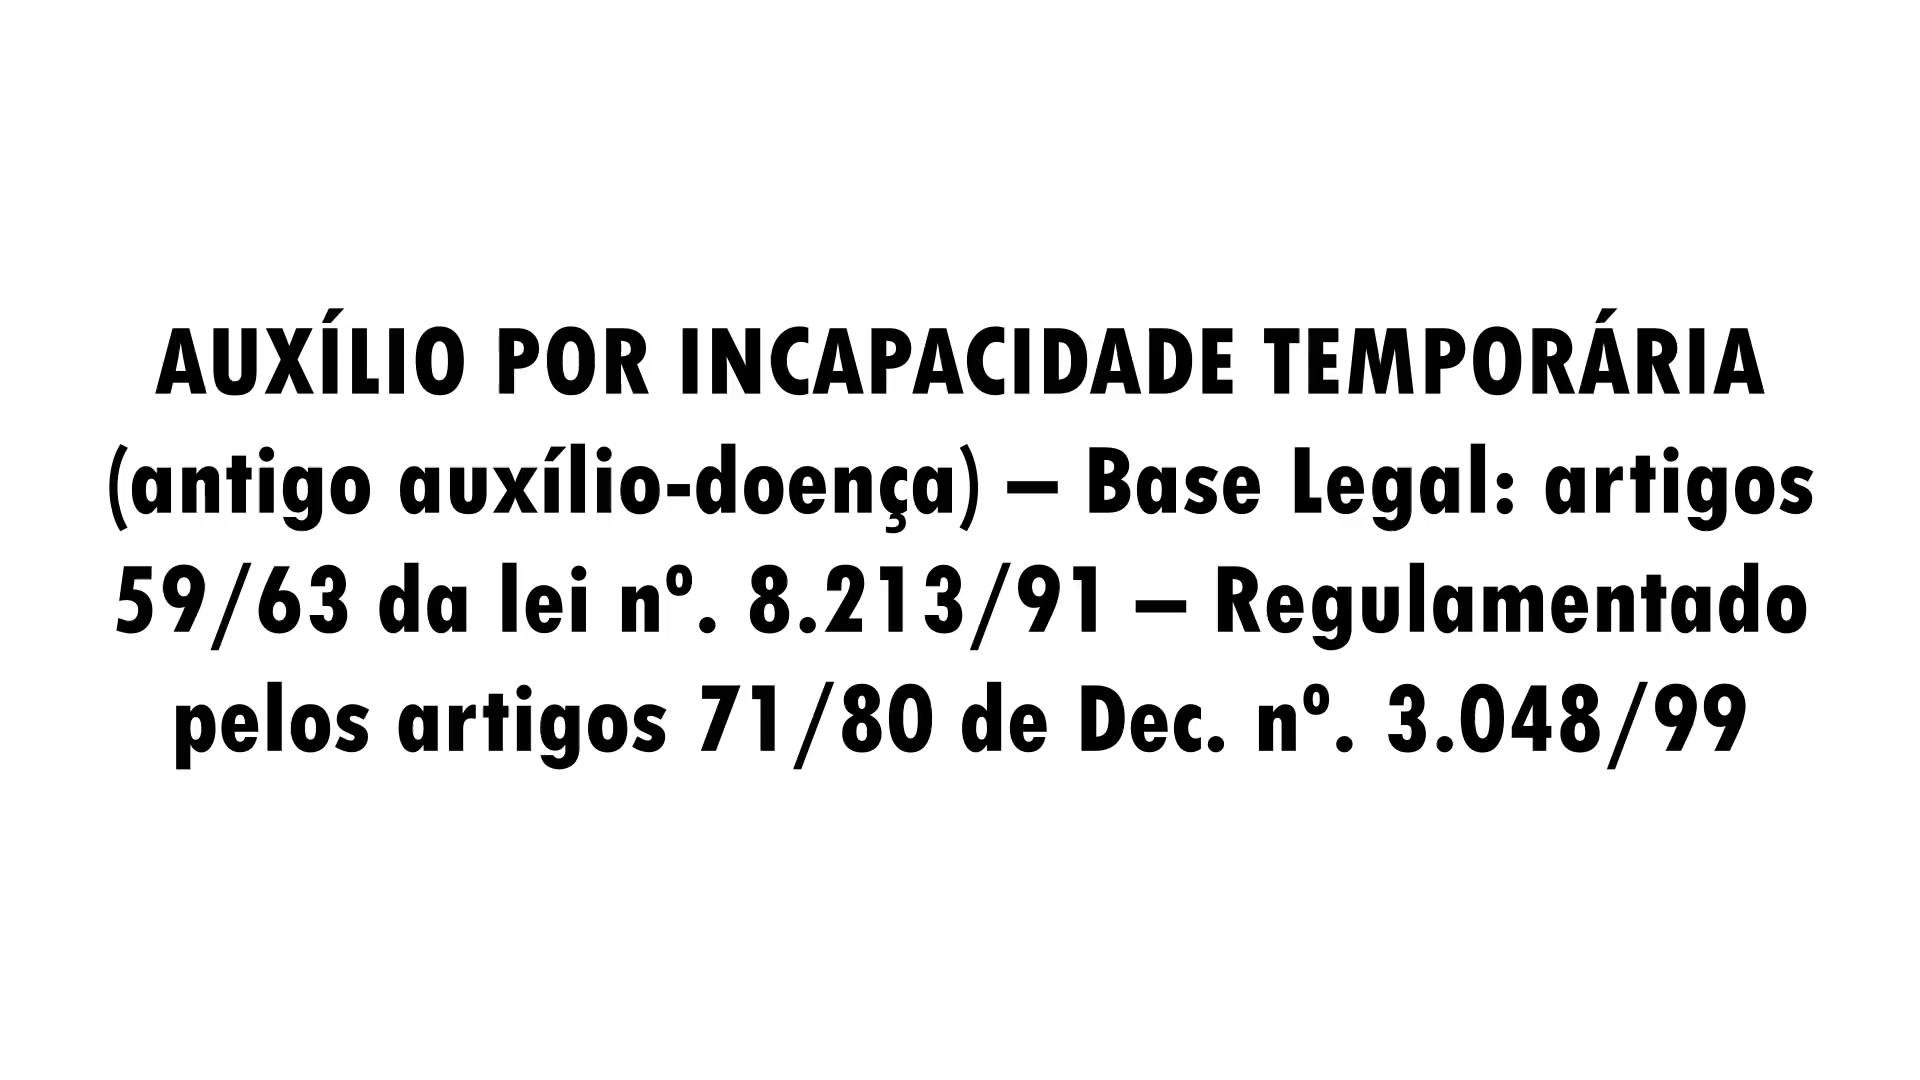 AUXÍLIO POR INCAPACIDADE TEMPORÁRIA
(antigo auxílio-doença) – Base Legal: artigos
59/63 da lei nº. 8.213/91 – Regulamentado
pelos artigos 71/80 de Dec. nº. 3.048/99